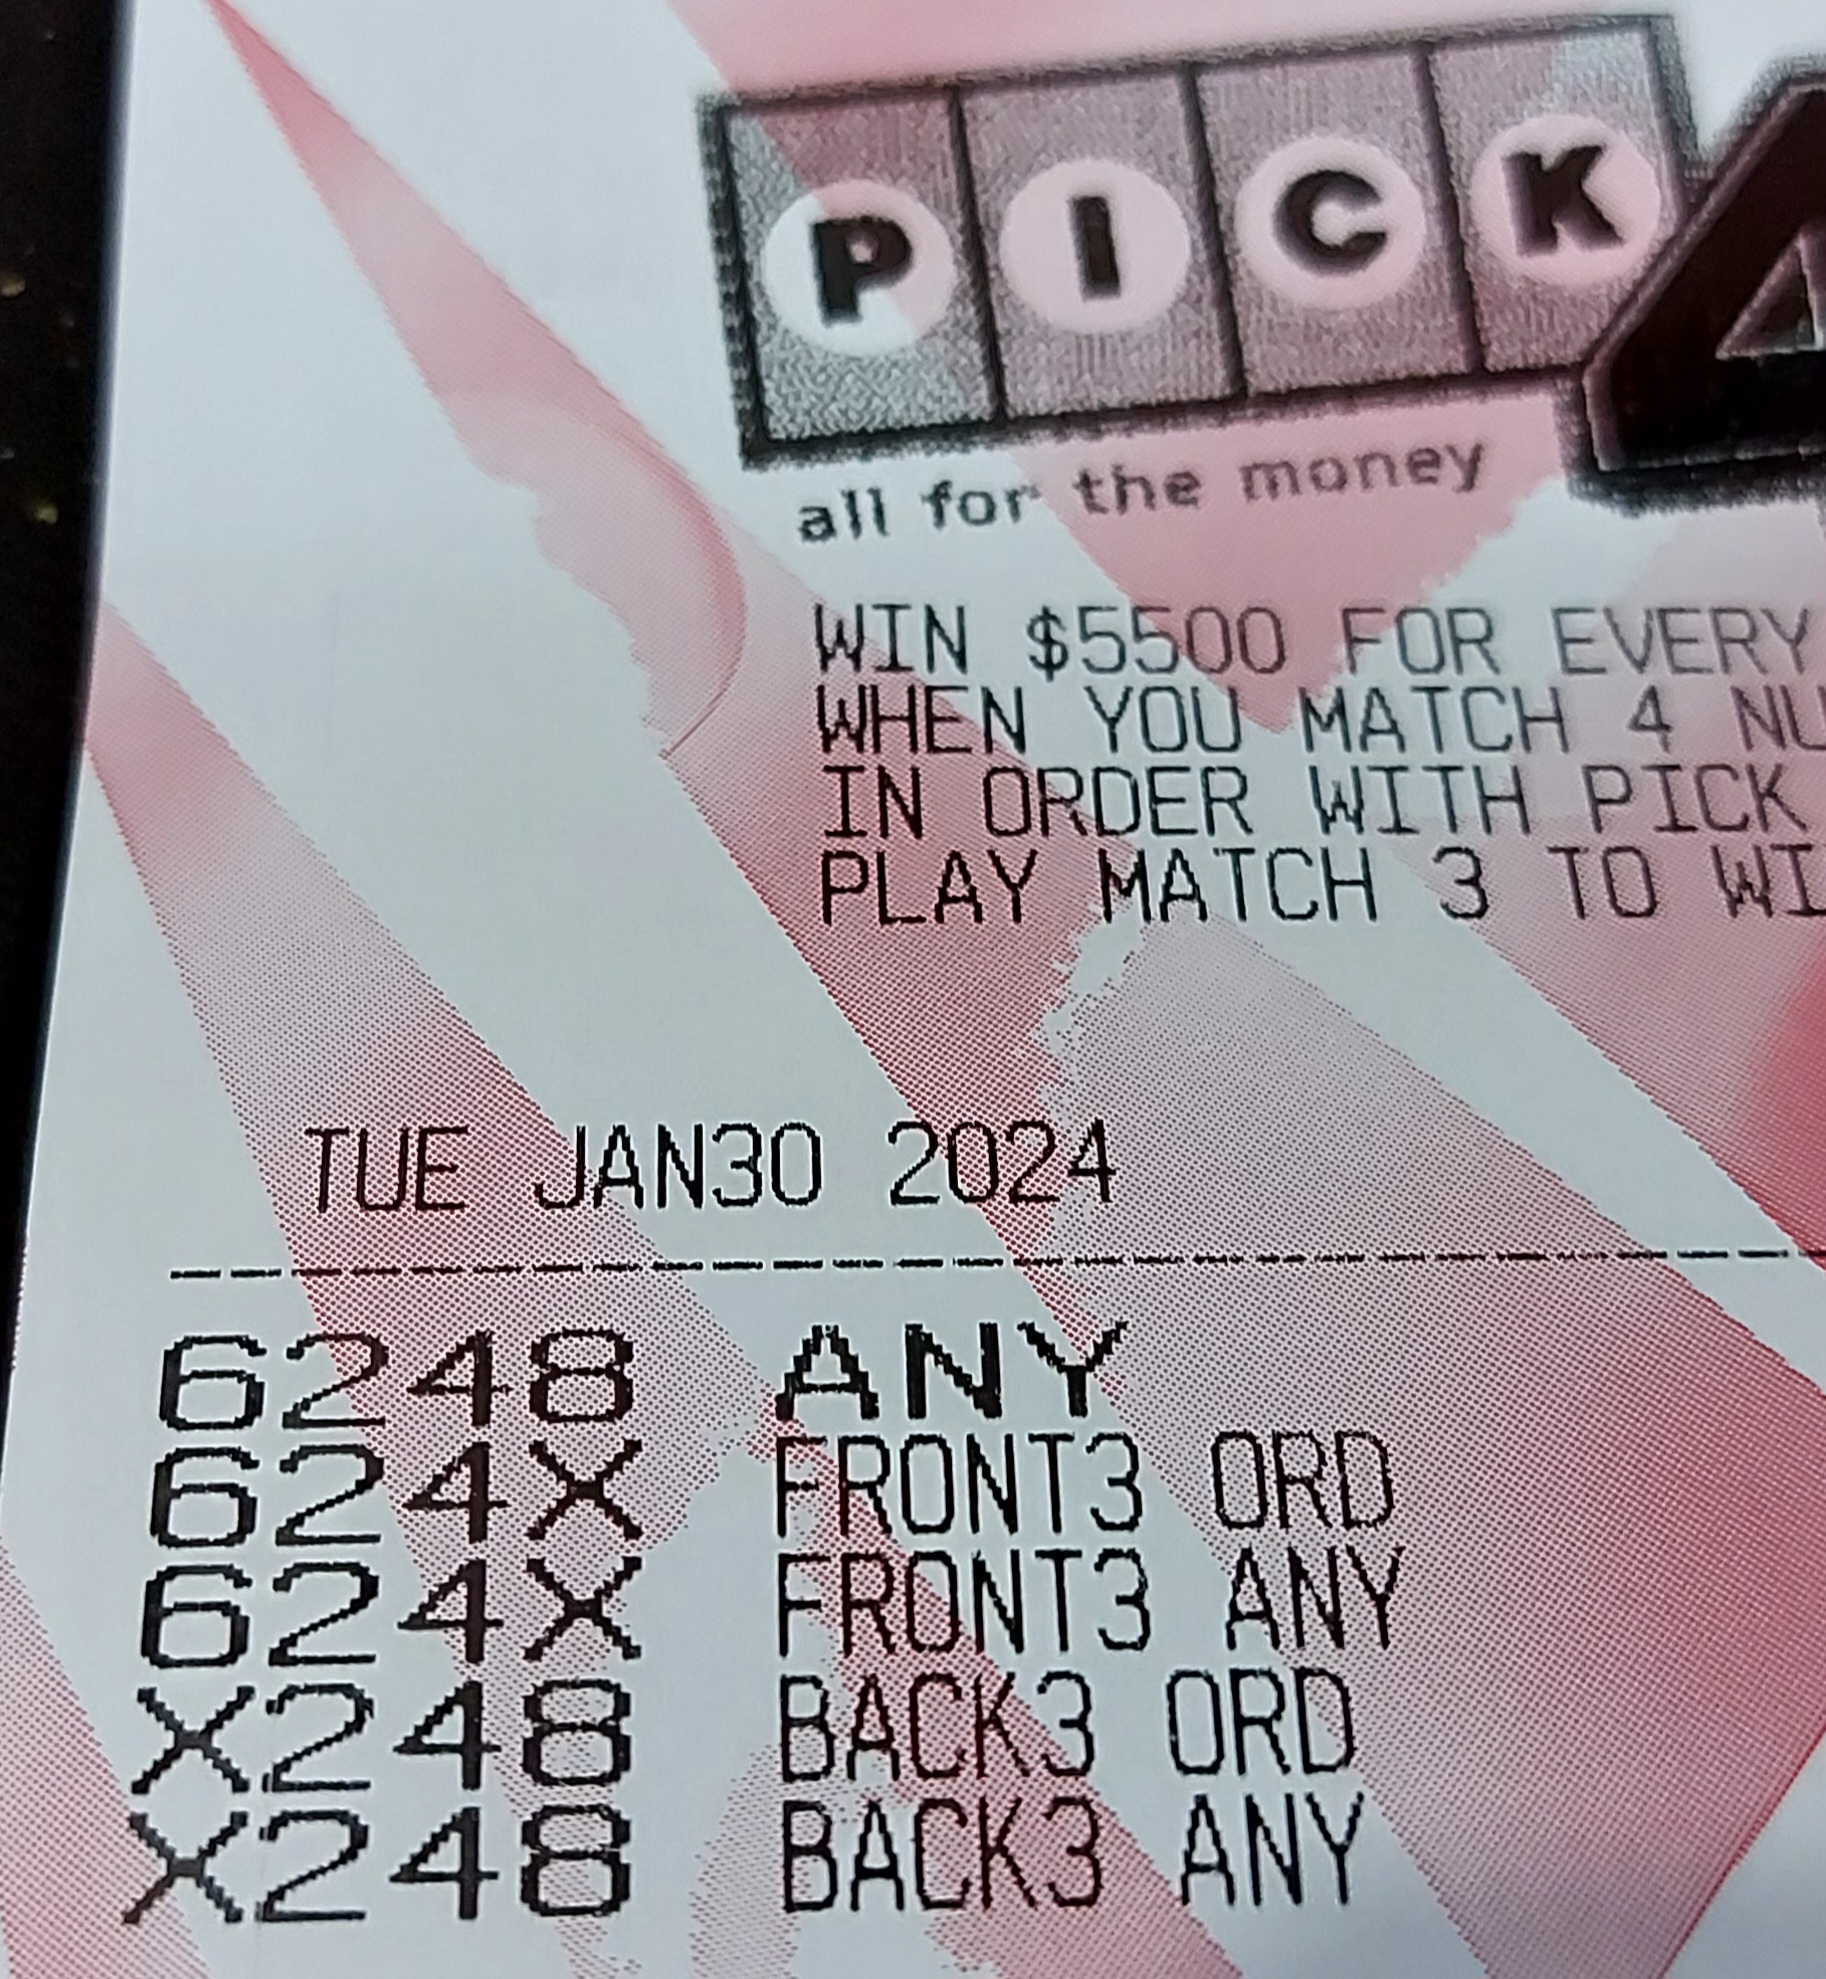 PICK 4
all for the money
WIN $5500 FOR EVERY
WHEN YOU MATCH 4 NU
IN ORDER WITH PICK
PLAY MATCH 3 TO WI
TUE JAN30 2024
6248 ANY
624X FRONT3 ORD
624X FRONT3 ANY
X248 BACK3 ORD
X248 BACK3 ANY